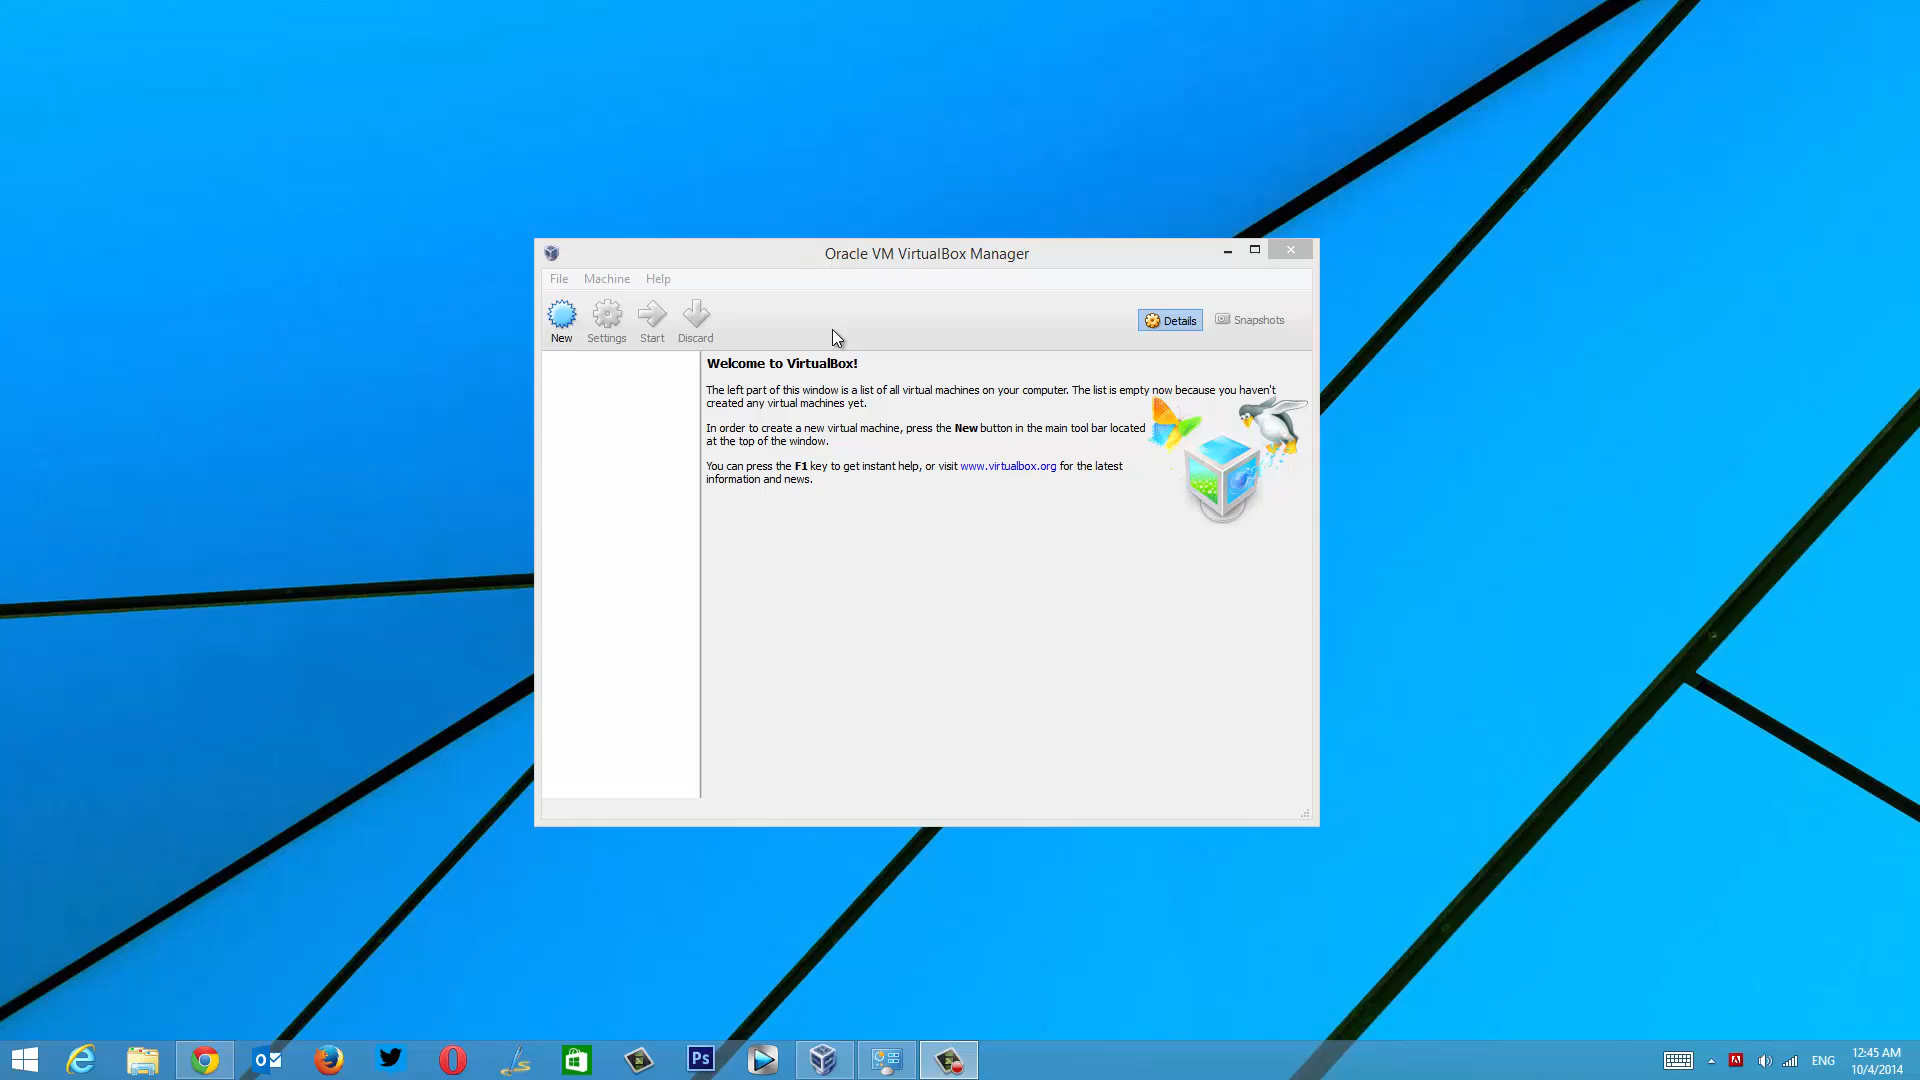 Oracle VM VirtualBox Manager
File Machine Help
New Settings Start Discard
Details Snapshots
Welcome to VirtualBox!
The left part of this window is a list of all virtual machines on your computer. The list is empty now because you haven't
created any virtual machines yet.
In order to create a new virtual machine, press the New button in the main tool bar located
at the top of the window.
You can press the F1 key to get instant help, or visit www.virtualbox.org for the latest
information and news.
Ps
ENG
12:45 AM
10/4/2014